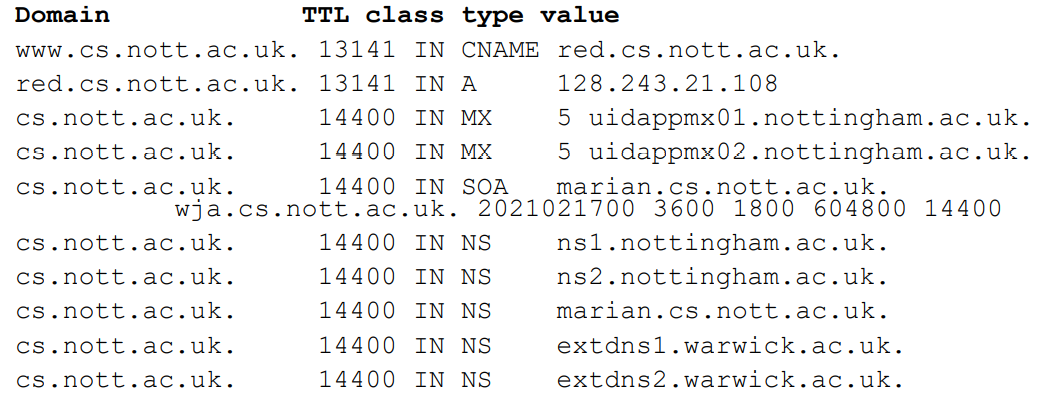 Domain TTL class type value
www.cs.nott.ac.uk. 13141 IN CNAME red.cs.nott.ac.uk.
red.cs.nott.ac.uk. 13141 IN A 128.243.21.108
cs.nott.ac.uk. 14400 IN MX 5 uidappmx01.nottingham.ac.uk.
cs.nott.ac.uk. 14400 IN MX 5 uidappmx02.nottingham.ac.uk.
cs.nott.ac.uk. 14400 IN SOA marian.cs.nott.ac.uk.
wja.cs.nott.ac.uk. 2021021700 3600 1800 604800 14400
cs.nott.ac.uk. 14400 IN NS ns1.nottingham.ac.uk.
cs.nott.ac.uk. 14400 IN NS ns2.nottingham.ac.uk.
cs.nott.ac.uk. 14400 IN NS marian.cs.nott.ac.uk.
cs.nott.ac.uk. 14400 IN NS extdns1.warwick.ac.uk.
cs.nott.ac.uk. 14400 IN NS extdns2.warwick.ac.uk.